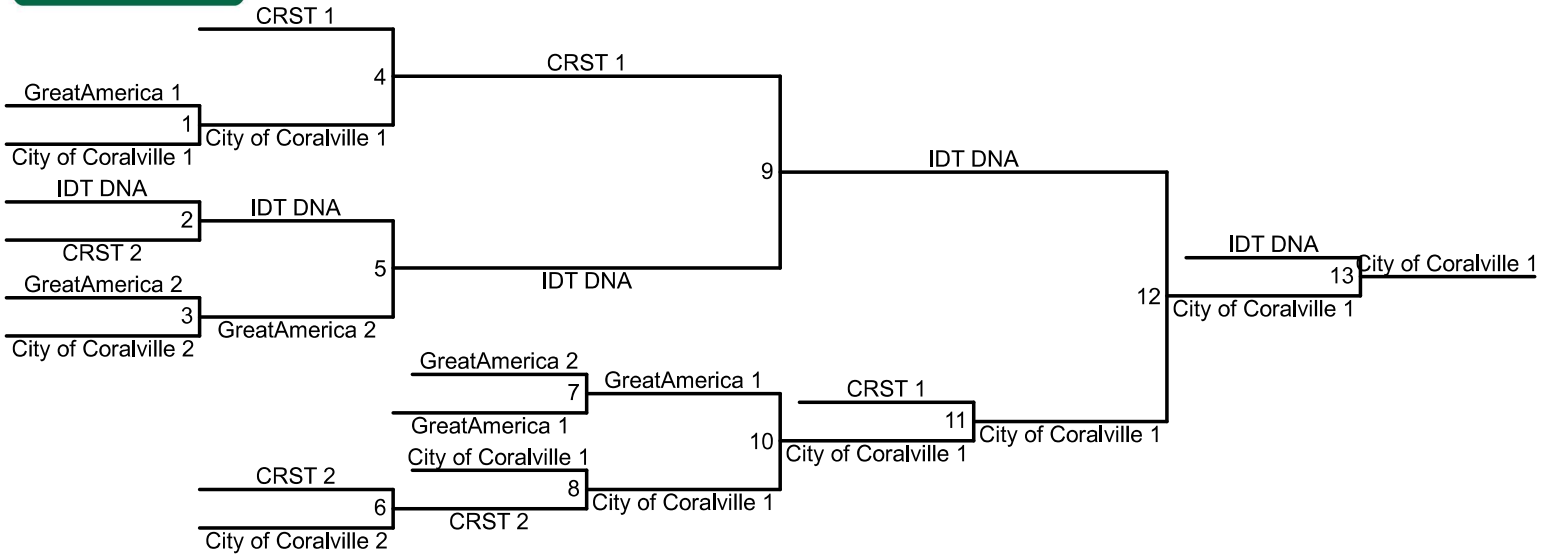 CRST 1
4
CRST 1
GreatAmerica 1
1
City of Coralville 1
City of Coralville 1
IDT DNA
2
IDT DNA
CRST 2
9
IDT DNA
5
IDT DNA
GreatAmerica 2
3
GreatAmerica 2
City of Coralville 2
12
IDT DNA
13
City of Coralville 1
City of Coralville 1
GreatAmerica 2
7
GreatAmerica 1
GreatAmerica 1
10
CRST 1
11
City of Coralville 1
City of Coralville 1
City of Coralville 1
8
City of Coralville 1
CRST 2
CRST 2
6
City of Coralville 2